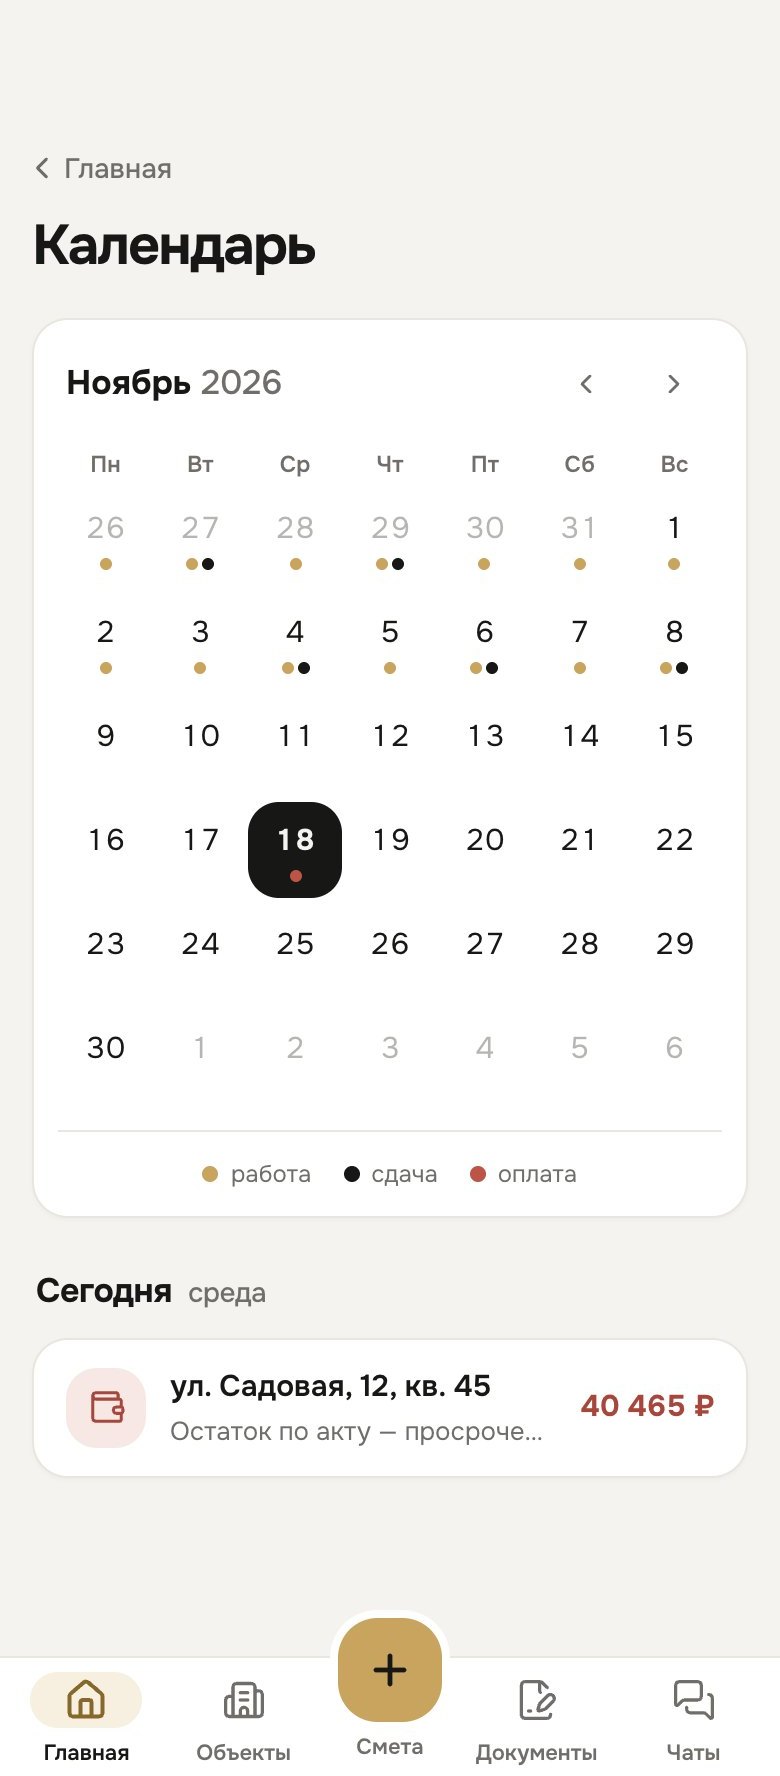 Главная
Календарь
Ноябрь 2026
Пн Вт Ср Чт Пт Сб Вс
26 27 28 29 30 31 1
2 3 4 5 6 7 8
9 10 11 12 13 14 15
16 17 18 19 20 21 22
23 24 25 26 27 28 29
30 1 2 3 4 5 6
работа сдача оплата
Сегодня среда
ул. Садовая, 12, кв. 45
40 465 ₽
Остаток по акту — просроче...
Главная Объекты Смета Документы Чаты